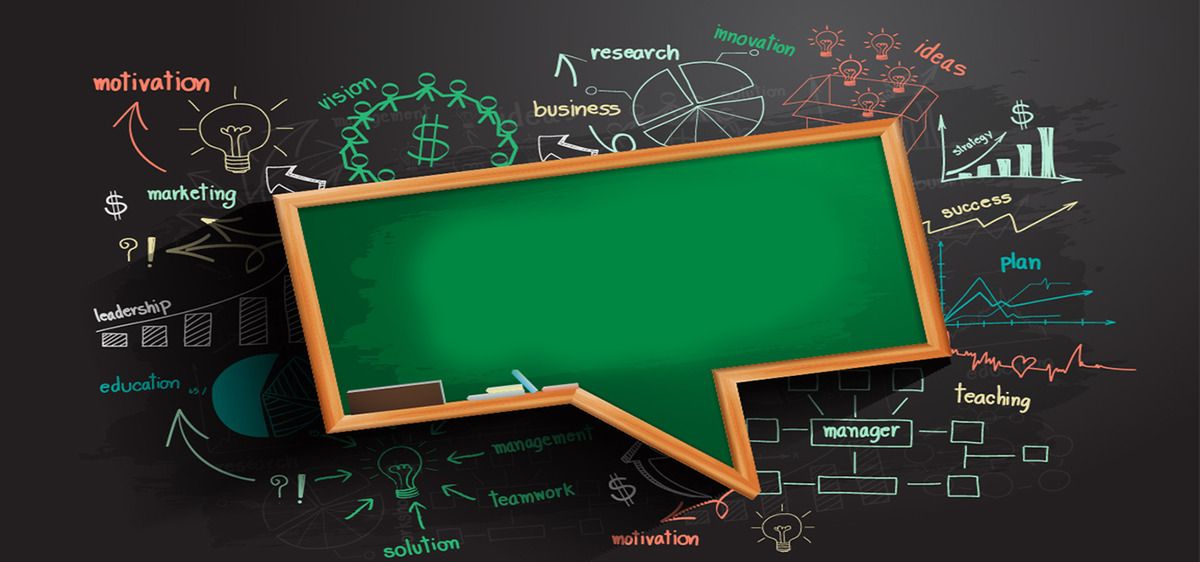 innovation
ideas
research
motivation
vision
business
$
$
$
strategy
marketing
success
? !
plan
leadership
education
teaching
manager
management
? !
$
teamwork
motivation
solution